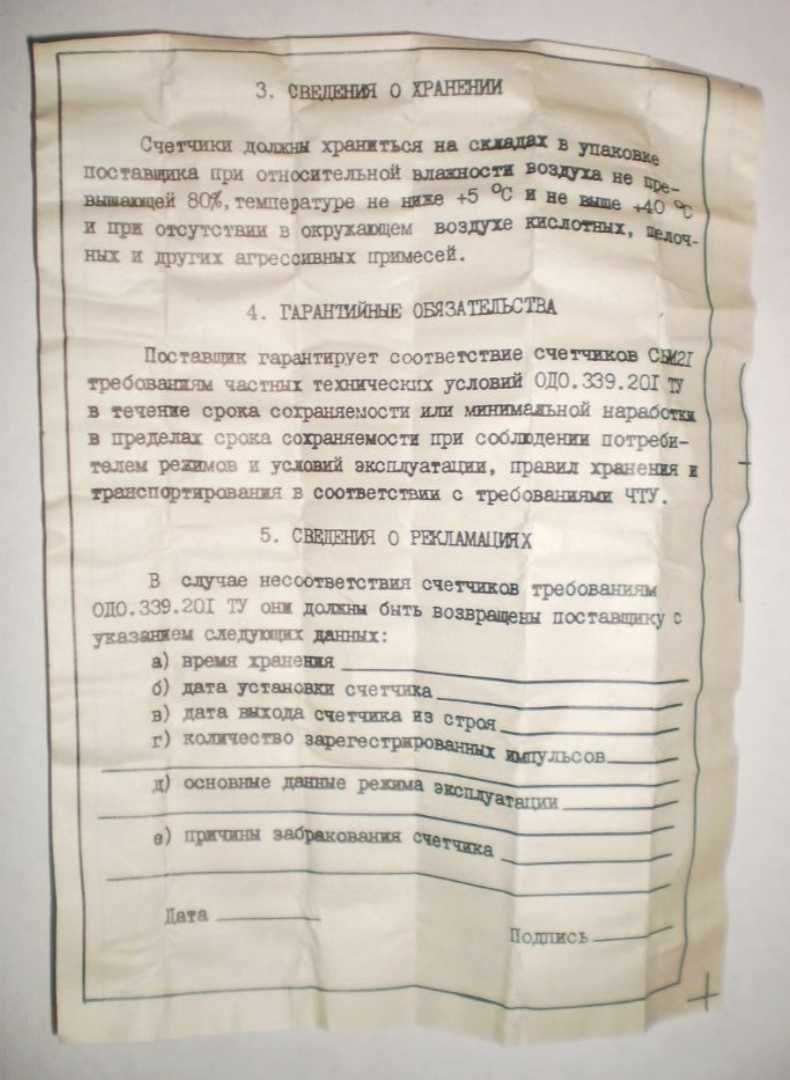 3. СВЕДЕНИЯ О ХРАНЕНИИ
Счетчики должны храниться на складах в упаковке
поставщика при относительной влажности воздуха не пре-
вышающей 80%, температуре не ниже +5 °С и не выше +40 °С
и при отсутствии в окружающем воздухе кислотных, щелоч-
ных и других агрессивных примесей.
4. ГАРАНТИЙНЫЕ ОБЯЗАТЕЛЬСТВА
Поставщик гарантирует соответствие счетчиков СБМ21
требованиям частных технических условий ОДО.339.201 ТУ
в течение срока сохраняемости или минимальной наработки
в пределах срока сохраняемости при соблюдении потреби-
телем режимов и условий эксплуатации, правил хранения и
транспортирования в соответствии с требованиями ЧТУ.
5. СВЕДЕНИЯ О РЕКЛАМАЦИЯХ
В случае несоответствия счетчиков требованиям
ОДО.339.201 ТУ они должны быть возвращены поставщику с
указанием следующих данных:
а) время хранения
б) дата установки счетчика
в) дата выхода счетчика из строя
г) количество зарегестрированных импульсов
д) основные данные режима эксплуатации
е) причины забракования счетчика
Дата
Подпись